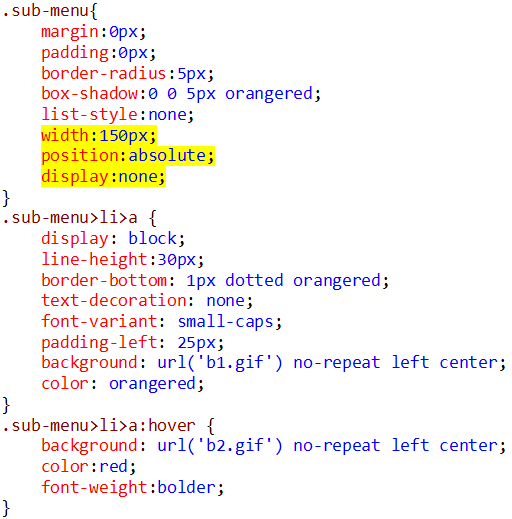 .sub-menu{
    margin:0px;
    padding:0px;
    border-radius:5px;
    box-shadow:0 0 5px orangered;
    list-style:none;
    width:150px;
    position:absolute;
    display:none;
}
.sub-menu>li>a {
    display: block;
    line-height:30px;
    border-bottom: 1px dotted orangered;
    text-decoration: none;
    font-variant: small-caps;
    padding-left: 25px;
    background: url('b1.gif') no-repeat left center;
    color: orangered;
}
.sub-menu>li>a:hover {
    background: url('b2.gif') no-repeat left center;
    color:red;
    font-weight:bolder;
}